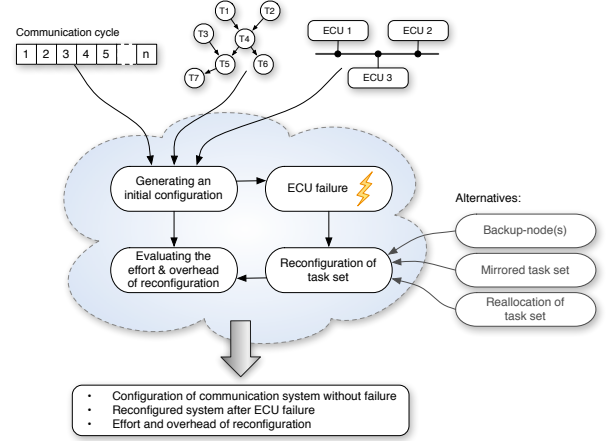 Communication cycle
1 2 3 4 5 n
T1
T2
T3
T4
T5
T6
T7
ECU 1
ECU 2
ECU 3
Generating an
initial configuration
ECU failure
Evaluating the
effort & overhead
of reconfiguration
Reconfiguration of
task set
Alternatives:
Backup-node(s)
Mirrored task set
Reallocation of
task set
• Configuration of communication system without failure
• Reconfigured system after ECU failure
• Effort and overhead of reconfiguration